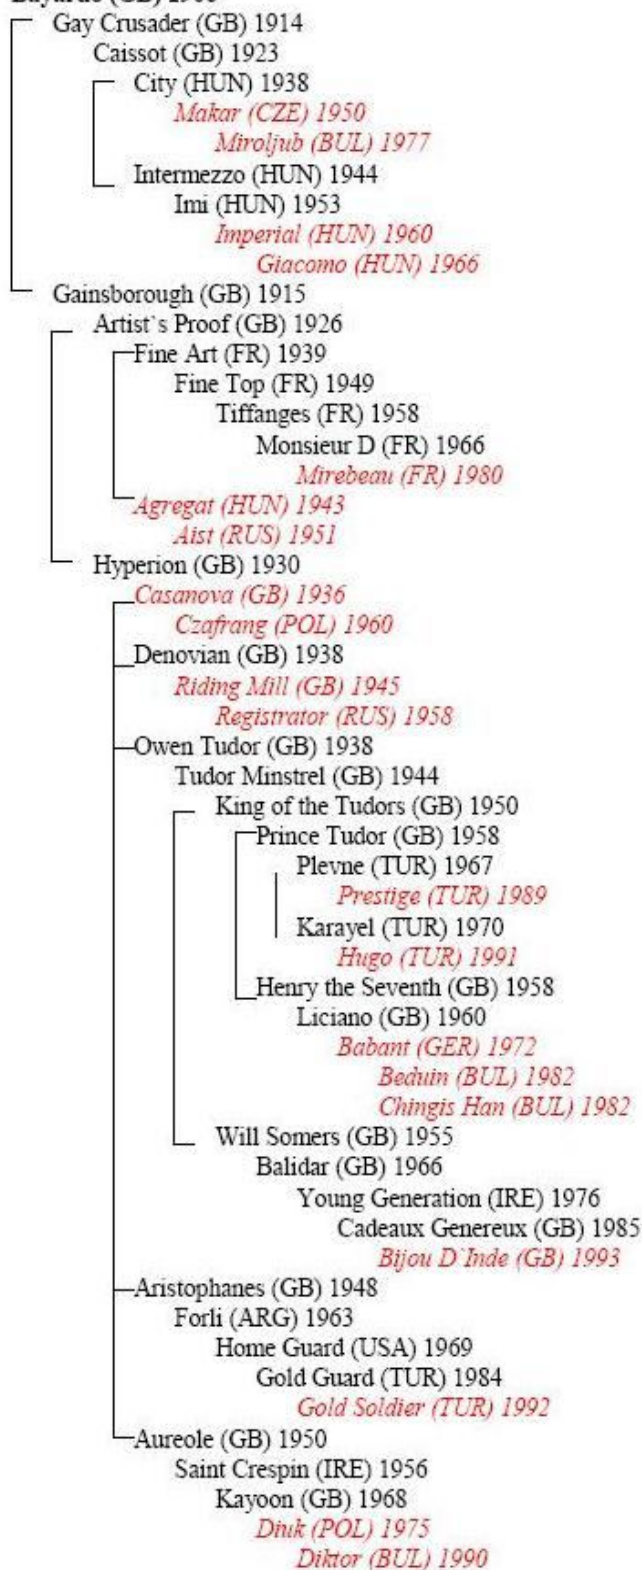 Gay Crusader (GB) 1914
Caissot (GB) 1923
City (HUN) 1938
Makar (CZE) 1950
Miroljub (BUL) 1977
Intermezzo (HUN) 1944
Imi (HUN) 1953
Imperial (HUN) 1960
Giacomo (HUN) 1966
Gainsborough (GB) 1915
Artist`s Proof (GB) 1926
Fine Art (FR) 1939
Fine Top (FR) 1949
Tiffanges (FR) 1958
Monsieur D (FR) 1966
Mirebeau (FR) 1980
Agregat (HUN) 1943
Aist (RUS) 1951
Hyperion (GB) 1930
Casanova (GB) 1936
Czafrang (POL) 1960
Denovian (GB) 1938
Riding Mill (GB) 1945
Registrator (RUS) 1958
Owen Tudor (GB) 1938
Tudor Minstrel (GB) 1944
King of the Tudors (GB) 1950
Prince Tudor (GB) 1958
Plevne (TUR) 1967
Prestige (TUR) 1989
Karayel (TUR) 1970
Hugo (TUR) 1991
Henry the Seventh (GB) 1958
Liciano (GB) 1960
Babant (GER) 1972
Beduin (BUL) 1982
Chingis Han (BUL) 1982
Will Somers (GB) 1955
Balidar (GB) 1966
Young Generation (IRE) 1976
Cadeaux Genereux (GB) 1985
Bijou D`Inde (GB) 1993
Aristophanes (GB) 1948
Forli (ARG) 1963
Home Guard (USA) 1969
Gold Guard (TUR) 1984
Gold Soldier (TUR) 1992
Aureole (GB) 1950
Saint Crespin (IRE) 1956
Kayoon (GB) 1968
Diuk (POL) 1975
Diktor (BUL) 1990